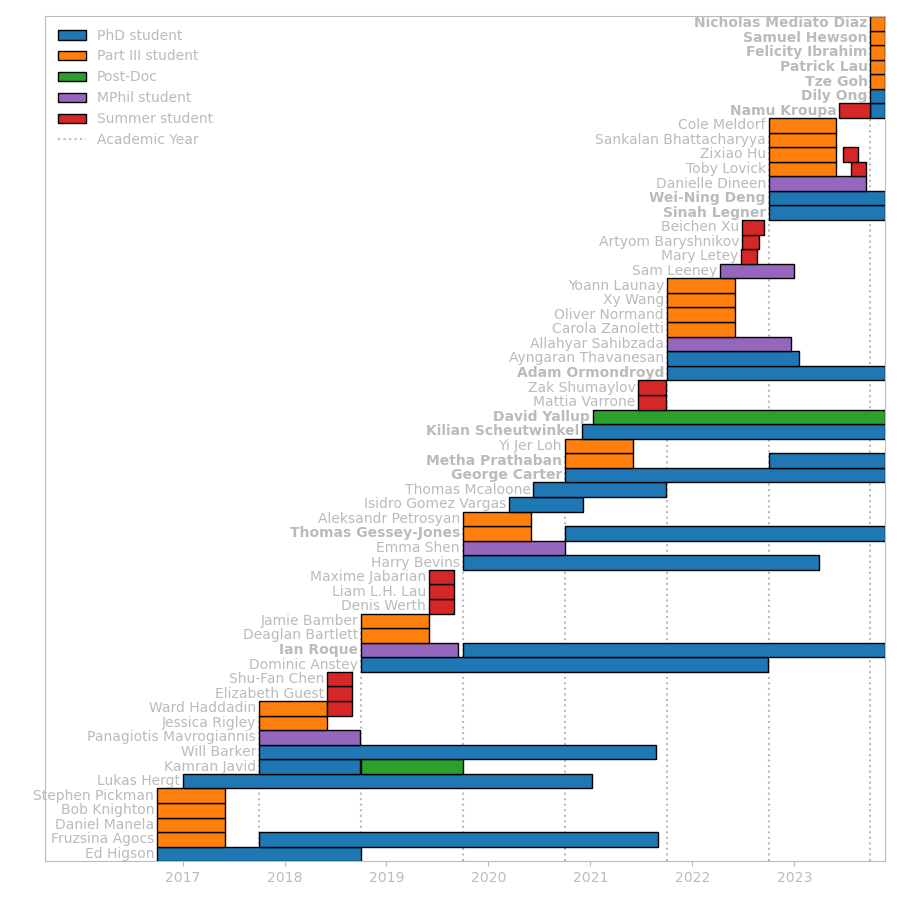 Nicholas Mediato Diaz
PhD student
Samuel Hewson
Part III student
Felicity Ibrahim
Patrick Lau
Post-Doc
Tze Goh
MPhil student
Dily Ong
Namu Kroupa
Summer student
Cole Meldorf
Academic Year
Sankalan Bhattacharyya
Zixiao Hu
Toby Lovick
Danielle Dineen
Wei-Ning Deng
Sinah Legner
Beichen Xu
Artyom Baryshnikov
Mary Letey
Sam Leeney
Yoann Launay
Xy Wang
Oliver Normand
Carola Zanoletti
Allahyar Sahibzada
Ayngaran Thavanesan
Adam Ormondroyd
Zak Shumaylov
Mattia Varrone
David Yallup
Kilian Scheutwinkel
Yi Jer Loh
Metha Prathaban
George Carter
Thomas Mcaloone
Isidro Gomez Vargas
Aleksandr Petrosyan
Thomas Gessey-Jones
Emma Shen
Harry Bevins
Maxime Jabarian
Liam L.H. Lau
Denis Werth
Jamie Bamber
Deaglan Bartlett
Ian Roque
Dominic Anstey
Shu-Fan Chen
Elizabeth Guest
Ward Haddadin
Jessica Rigley
Panagiotis Mavrogiannis
Will Barker
Kamran Javid
Lukas Hergt
Stephen Pickman
Bob Knighton
Daniel Manela
Fruzsina Agocs
Ed Higson
2017 2018 2019 2020 2021 2022 2023